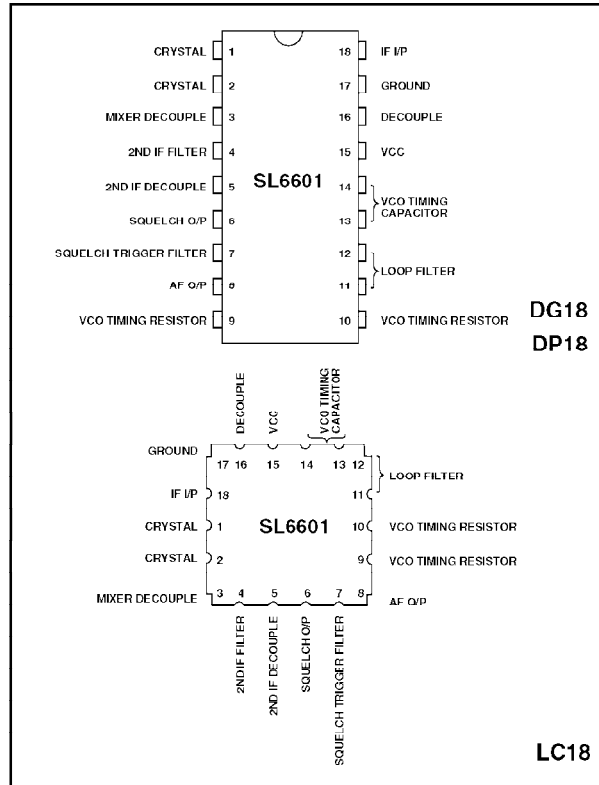 CRYSTAL 1
CRYSTAL 2
MIXER DECOUPLE 3
2ND IF FILTER 4
2ND IF DECOUPLE 5
SQUELCH O/P 6
SQUELCH TRIGGER FILTER 7
AF O/P 8
VCO TIMING RESISTOR 9
SL6601
18 IF I/P
17 GROUND
16 DECOUPLE
15 VCC
14
13
VCO TIMING
CAPACITOR
12
11
LOOP FILTER
10 VCO TIMING RESISTOR
DG18
DP18
DECOUPLE
VCC
VCO TIMING
CAPACITOR
GROUND
17 16 15 14 13 12
LOOP FILTER
IF I/P 18
11
CRYSTAL 1
SL6601
10 VCO TIMING RESISTOR
CRYSTAL 2
9 VCO TIMING RESISTOR
MIXER DECOUPLE 3 4 5 6 7 8 AF O/P
2ND IF FILTER
2ND IF DECOUPLE
SQUELCH O/P
SQUELCH TRIGGER FILTER
LC18